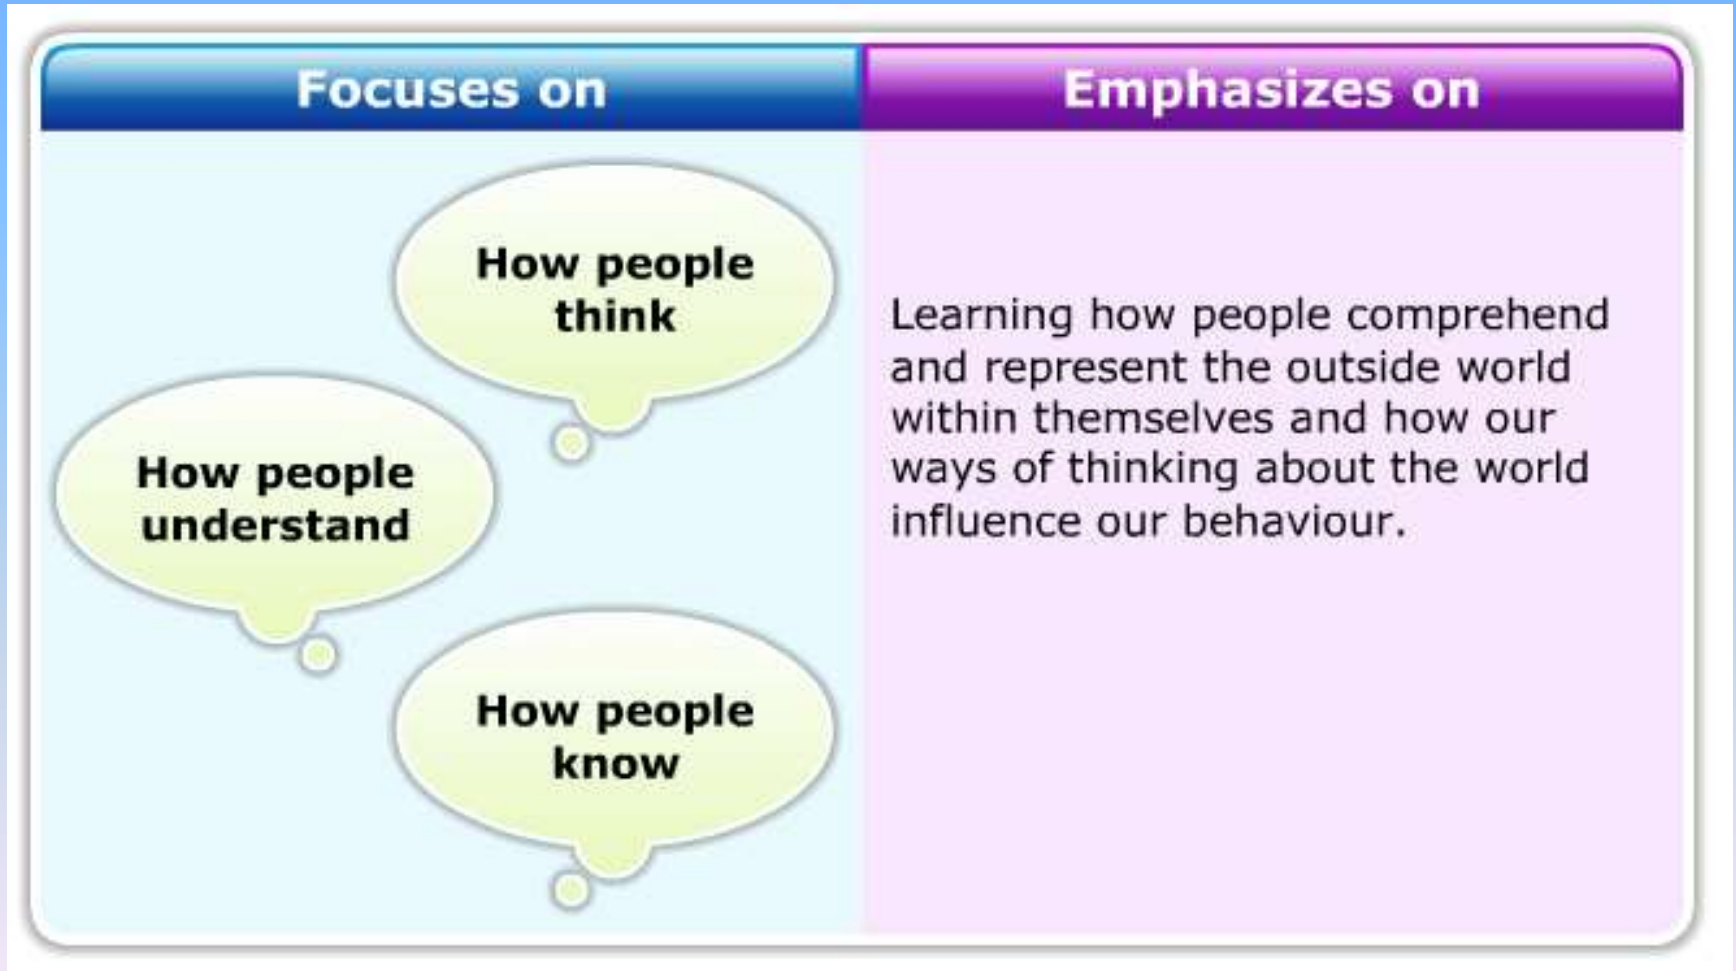 Focuses on
How people
think
How people
understand
How people
know
Emphasizes on
Learning how people comprehend
and represent the outside world
within themselves and how our
ways of thinking about the world
influence our behaviour.